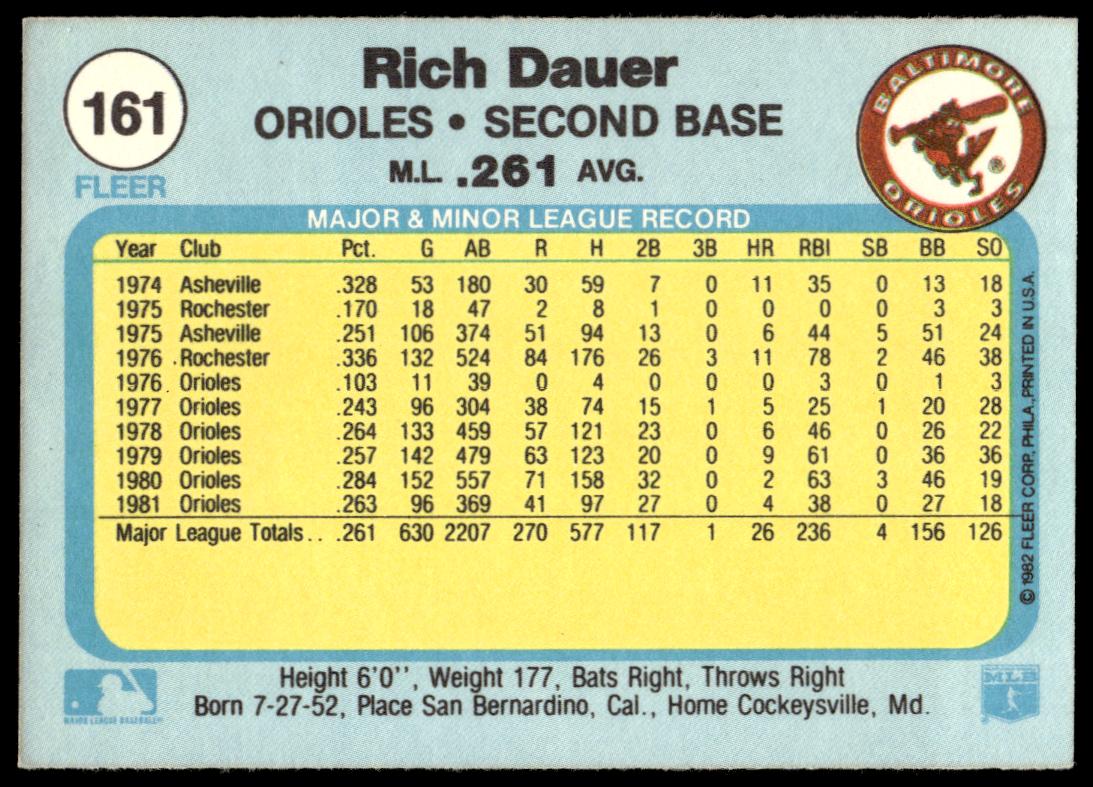 161
FLEER
Rich Dauer
ORIOLES • SECOND BASE
M.L. .261 AVG.
BALTIMORE
ORIOLES
®
MAJOR & MINOR LEAGUE RECORD
Year Club Pct. G AB R H 2B 3B HR RBI SB BB SO
1974 Asheville .328 53 180 30 59 7 0 11 35 0 13 18
1975 Rochester .170 18 47 2 8 1 0 0 0 0 3 3
1975 Asheville .251 106 374 51 94 13 0 6 44 5 51 24
1976 Rochester .336 132 524 84 176 26 3 11 78 2 46 38
1976 Orioles .103 11 39 0 4 0 0 0 3 0 1 3
1977 Orioles .243 96 304 38 74 15 1 5 25 1 20 28
1978 Orioles .264 133 459 57 121 23 0 6 46 0 26 22
1979 Orioles .257 142 479 63 123 20 0 9 61 0 36 36
1980 Orioles .284 152 557 71 158 32 0 2 63 3 46 19
1981 Orioles .263 96 369 41 97 27 0 4 38 0 27 18
Major League Totals . . .261 630 2207 270 577 117 1 26 236 4 156 126
© 1982 FLEER CORP., PHILA., PRINTED IN U.S.A.
Height 6'0'', Weight 177, Bats Right, Throws Right
Born 7-27-52, Place San Bernardino, Cal., Home Cockeysville, Md.
MAJOR LEAGUE BASEBALL
MLB